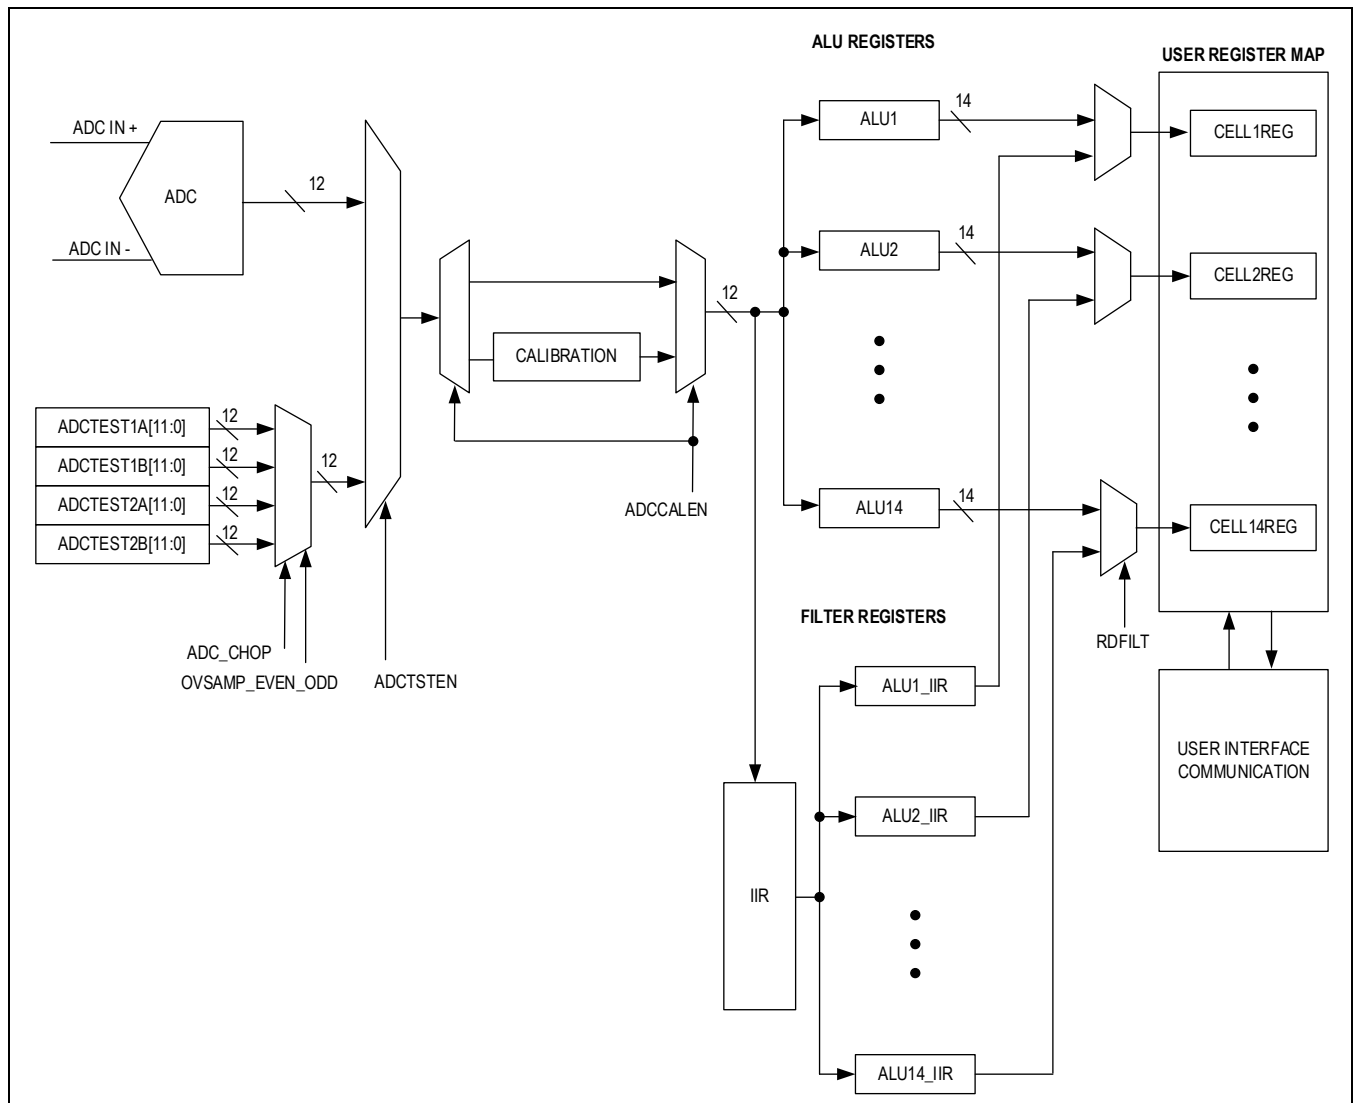 ALU REGISTERS
USER REGISTER MAP
ADC IN +
ADC
ADC IN -
12
ALU1
14
CELL1REG
ALU2
14
CELL2REG
12
CALIBRATION
ADCTEST1A[11:0]
12
ADCTEST1B[11:0]
12
ADCTEST2A[11:0]
12
ADCTEST2B[11:0]
12
12
ADCCALEN
ALU14
14
CELL14REG
ADC_CHOP
OVSAMP_EVEN_ODD
ADCTSTEN
FILTER REGISTERS
RDFILT
ALU1_IIR
USER INTERFACE
COMMUNICATION
ALU2_IIR
IIR
ALU14_IIR